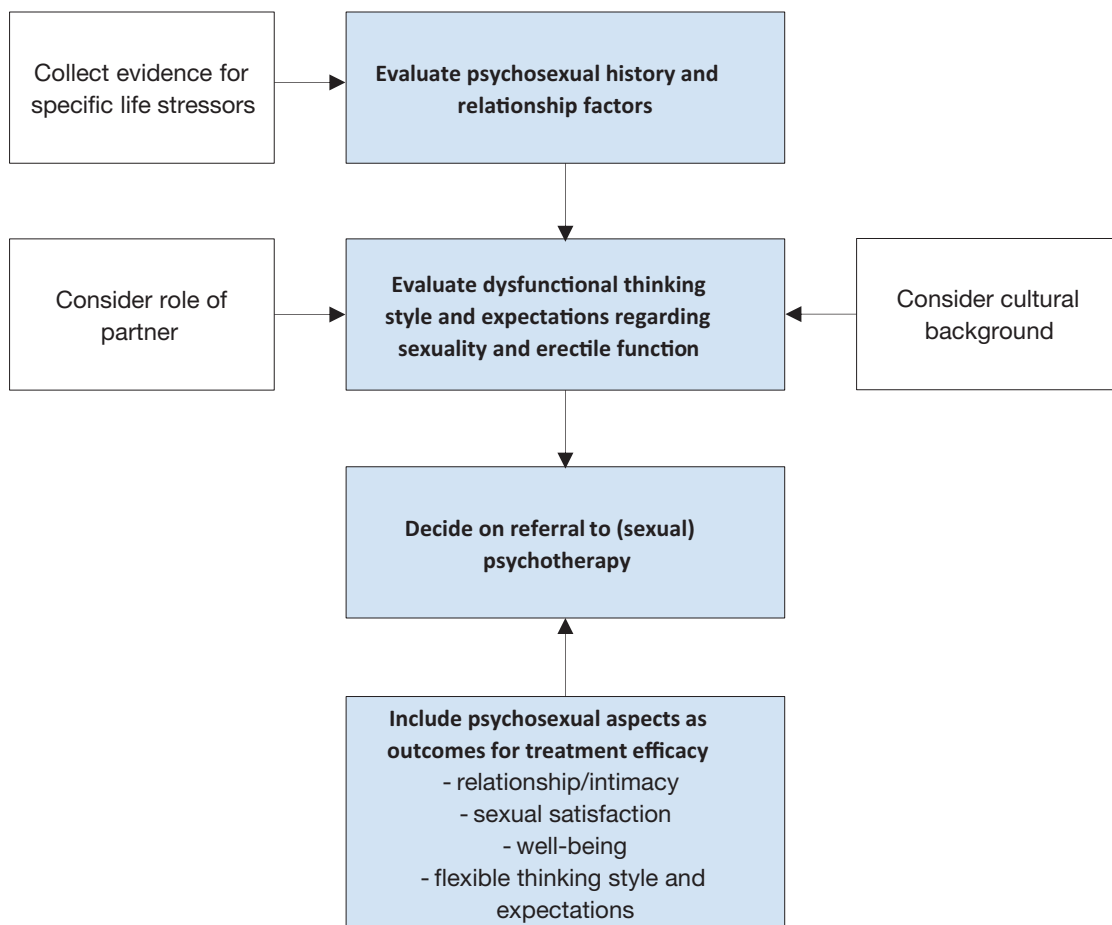 Collect evidence for
specific life stressors
Evaluate psychosexual history and
relationship factors
Consider role of
partner
Evaluate dysfunctional thinking
style and expectations regarding
sexuality and erectile function
Consider cultural
background
Decide on referral to (sexual)
psychotherapy
Include psychosexual aspects as
outcomes for treatment efficacy
- relationship/intimacy
- sexual satisfaction
- well-being
- flexible thinking style and
expectations